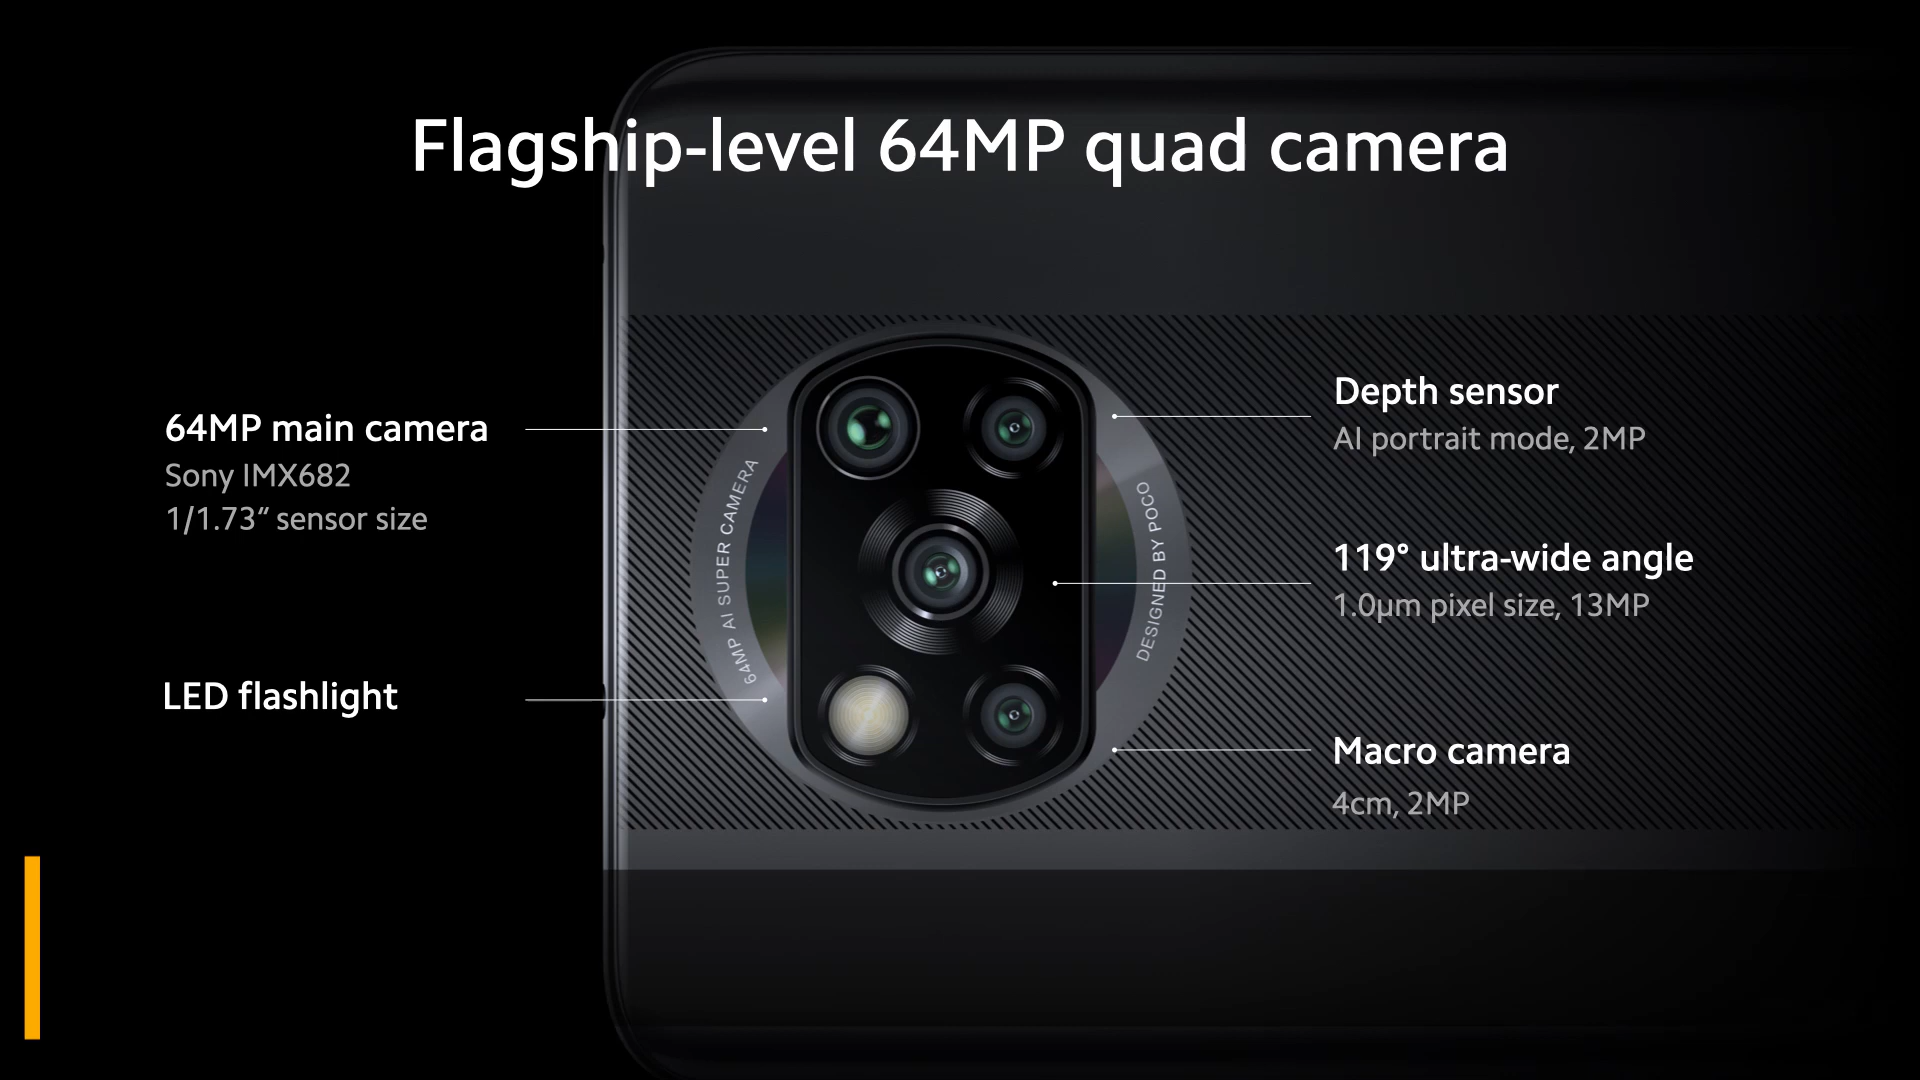 Flagship-level 64MP quad camera
64MP main camera
Sony IMX682
1/1.73“ sensor size
LED flashlight
64MP AI SUPER CAMERA
DESIGNED BY POCO
Depth sensor
AI portrait mode, 2MP
119° ultra-wide angle
1.0μm pixel size, 13MP
Macro camera
4cm, 2MP